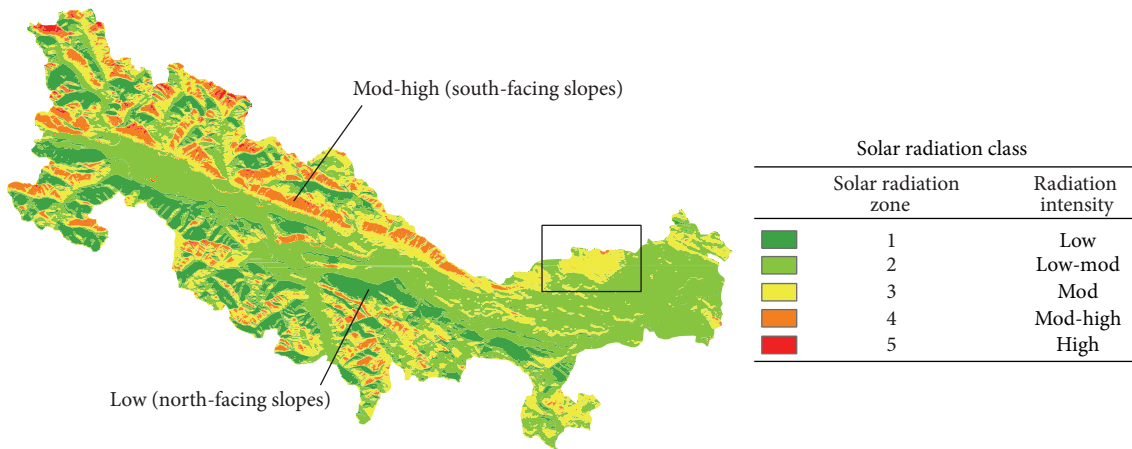 Mod-high (south-facing slopes)
Low (north-facing slopes)
Solar radiation class
Solar radiation zone Radiation intensity
1 Low
2 Low-mod
3 Mod
4 Mod-high
5 High